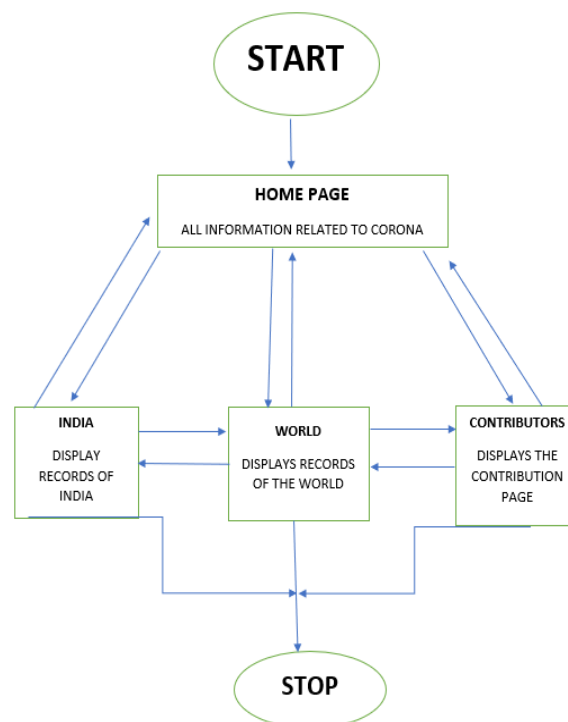 START
HOME PAGE
ALL INFORMATION RELATED TO CORONA
INDIA
DISPLAY
RECORDS OF
INDIA
WORLD
DISPLAYS RECORDS
OF THE WORLD
CONTRIBUTORS
DISPLAYS THE
CONTRIBUTION
PAGE
STOP